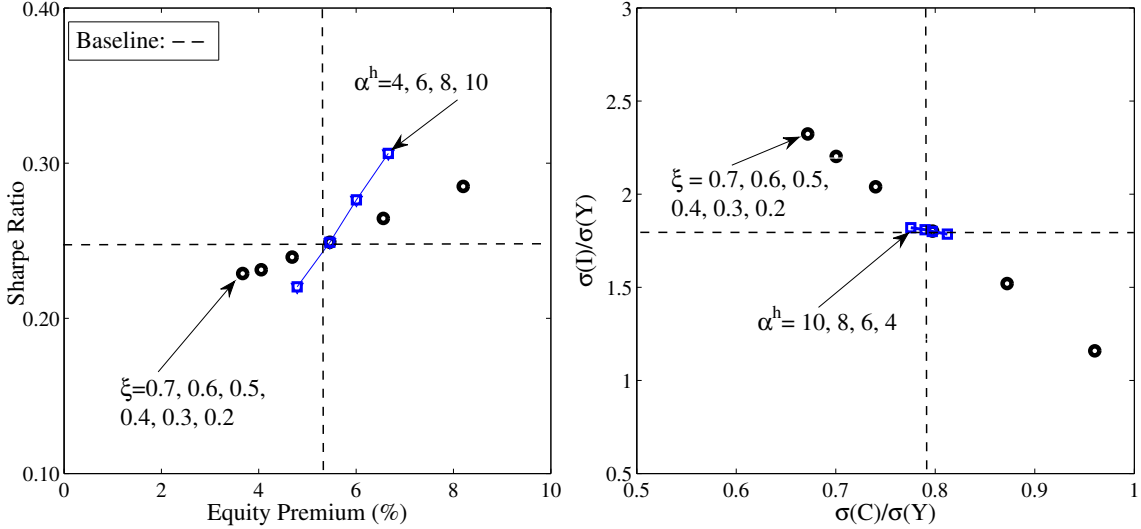 0.40
0.30
0.20
0.10
Sharpe Ratio
Baseline: --
α^h=4, 6, 8, 10
ξ=0.7, 0.6, 0.5,
0.4, 0.3, 0.2
0 2 4 6 8 10
Equity Premium (%)
3
2.5
2
1.5
1
0.5
σ(I)/σ(Y)
ξ = 0.7, 0.6, 0.5,
0.4, 0.3, 0.2
α^h= 10, 8, 6, 4
0.5 0.6 0.7 0.8 0.9 1
σ(C)/σ(Y)